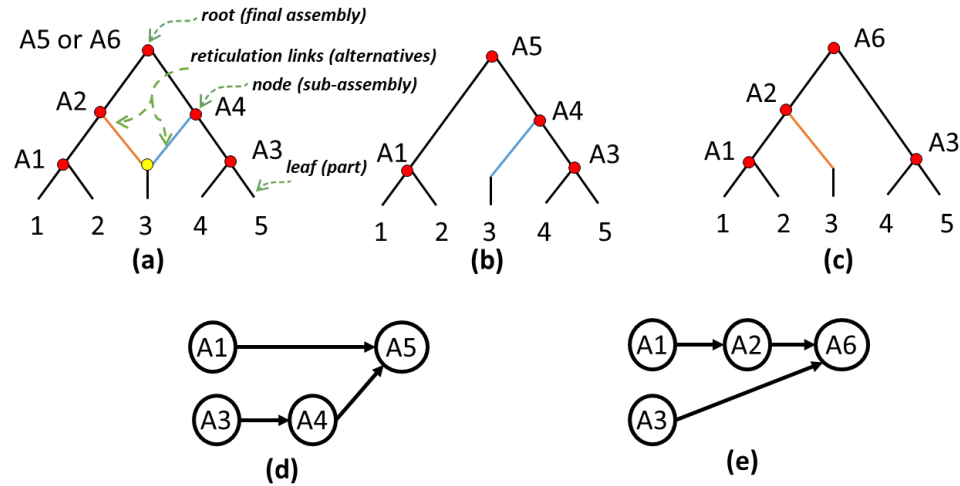 root (final assembly)
A5 or A6
reticulation links (alternatives)
node (sub-assembly)
A2
A4
A1
A3
leaf (part)
1 2 3 4 5
(a)
A5
A4
A1
A3
1 2 3 4 5
(b)
A6
A2
A1
A3
1 2 3 4 5
(c)
A1 A5
A3 A4
(d)
A1 A2 A6
A3
(e)